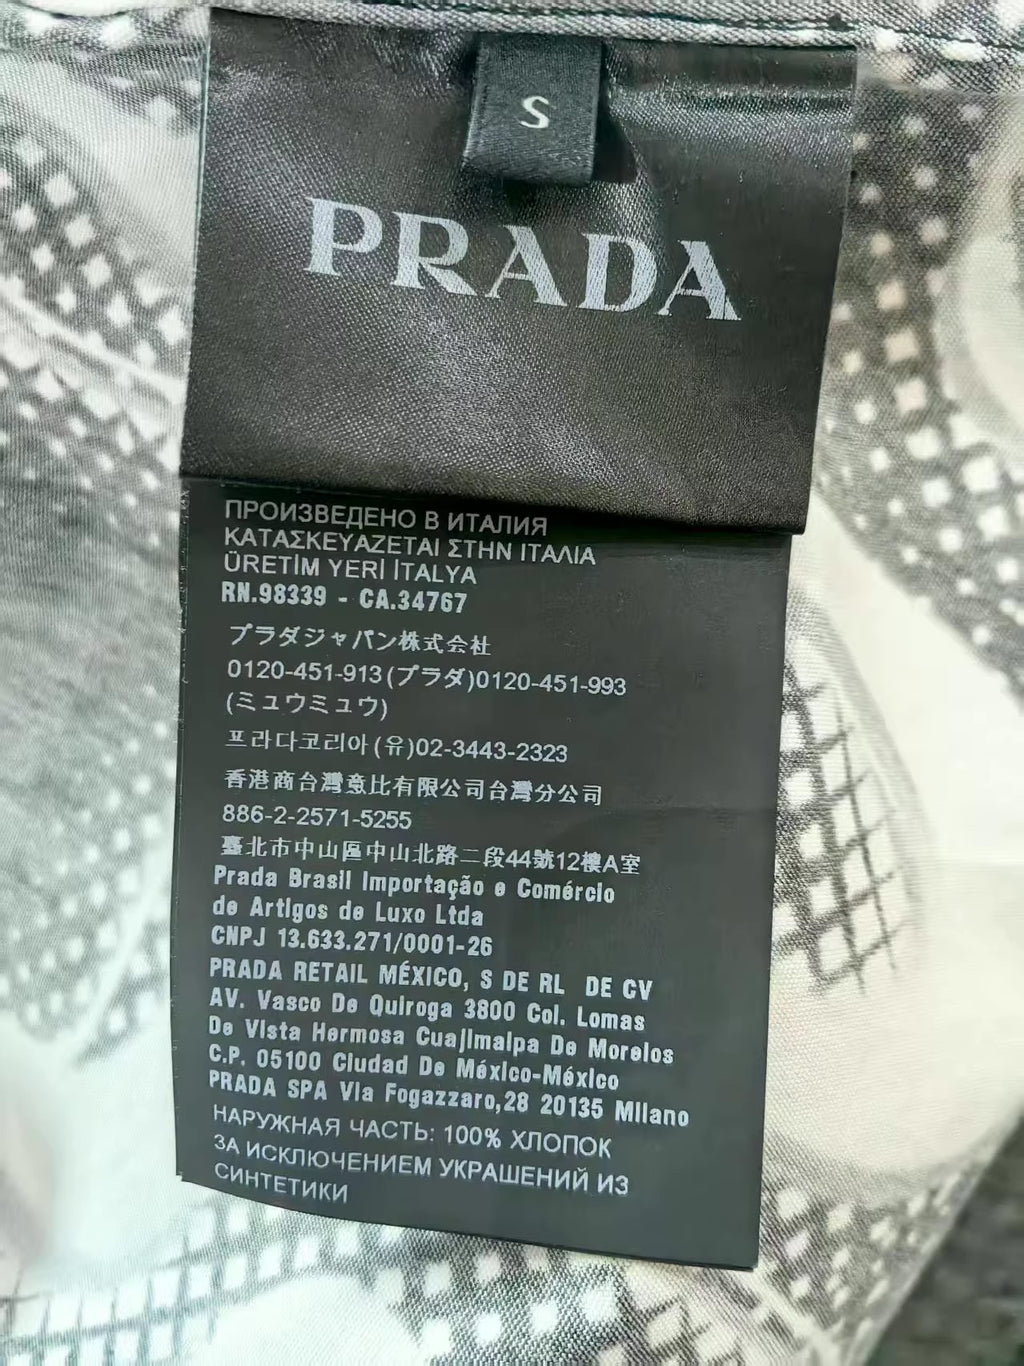 S
PRADA
ПРОИЗВЕДЕНО В ИТАЛИЯ
ΚΑΤΑΣΚΕΥΑΖΕΤΑΙ ΣΤΗΝ ΙΤΑΛΙΑ
ÜRETİM YERİ İTALYA
RN.98339 - CA.34767
プラダジャパン株式会社
0120-451-913(プラダ)0120-451-993
(ミュウミュウ)
프라다코리아(유)02-3443-2323
香港商台灣意比有限公司台灣分公司
886-2-2571-5255
臺北市中山區中山北路二段44號12樓A室
Prada Brasil Importação e Comércio
de Artigos de Luxo Ltda
CNPJ 13.633.271/0001-26
PRADA RETAIL MÉXICO, S DE RL DE CV
AV. Vasco De Quiroga 3800 Col. Lomas
De Vista Hermosa Cuajimalpa De Morelos
C.P. 05100 Ciudad De México-México
PRADA SPA Via Fogazzaro,28 20135 Milano
НАРУЖНАЯ ЧАСТЬ: 100% ХЛОПОК
ЗА ИСКЛЮЧЕНИЕМ УКРАШЕНИЙ ИЗ
СИНТЕТИКИ